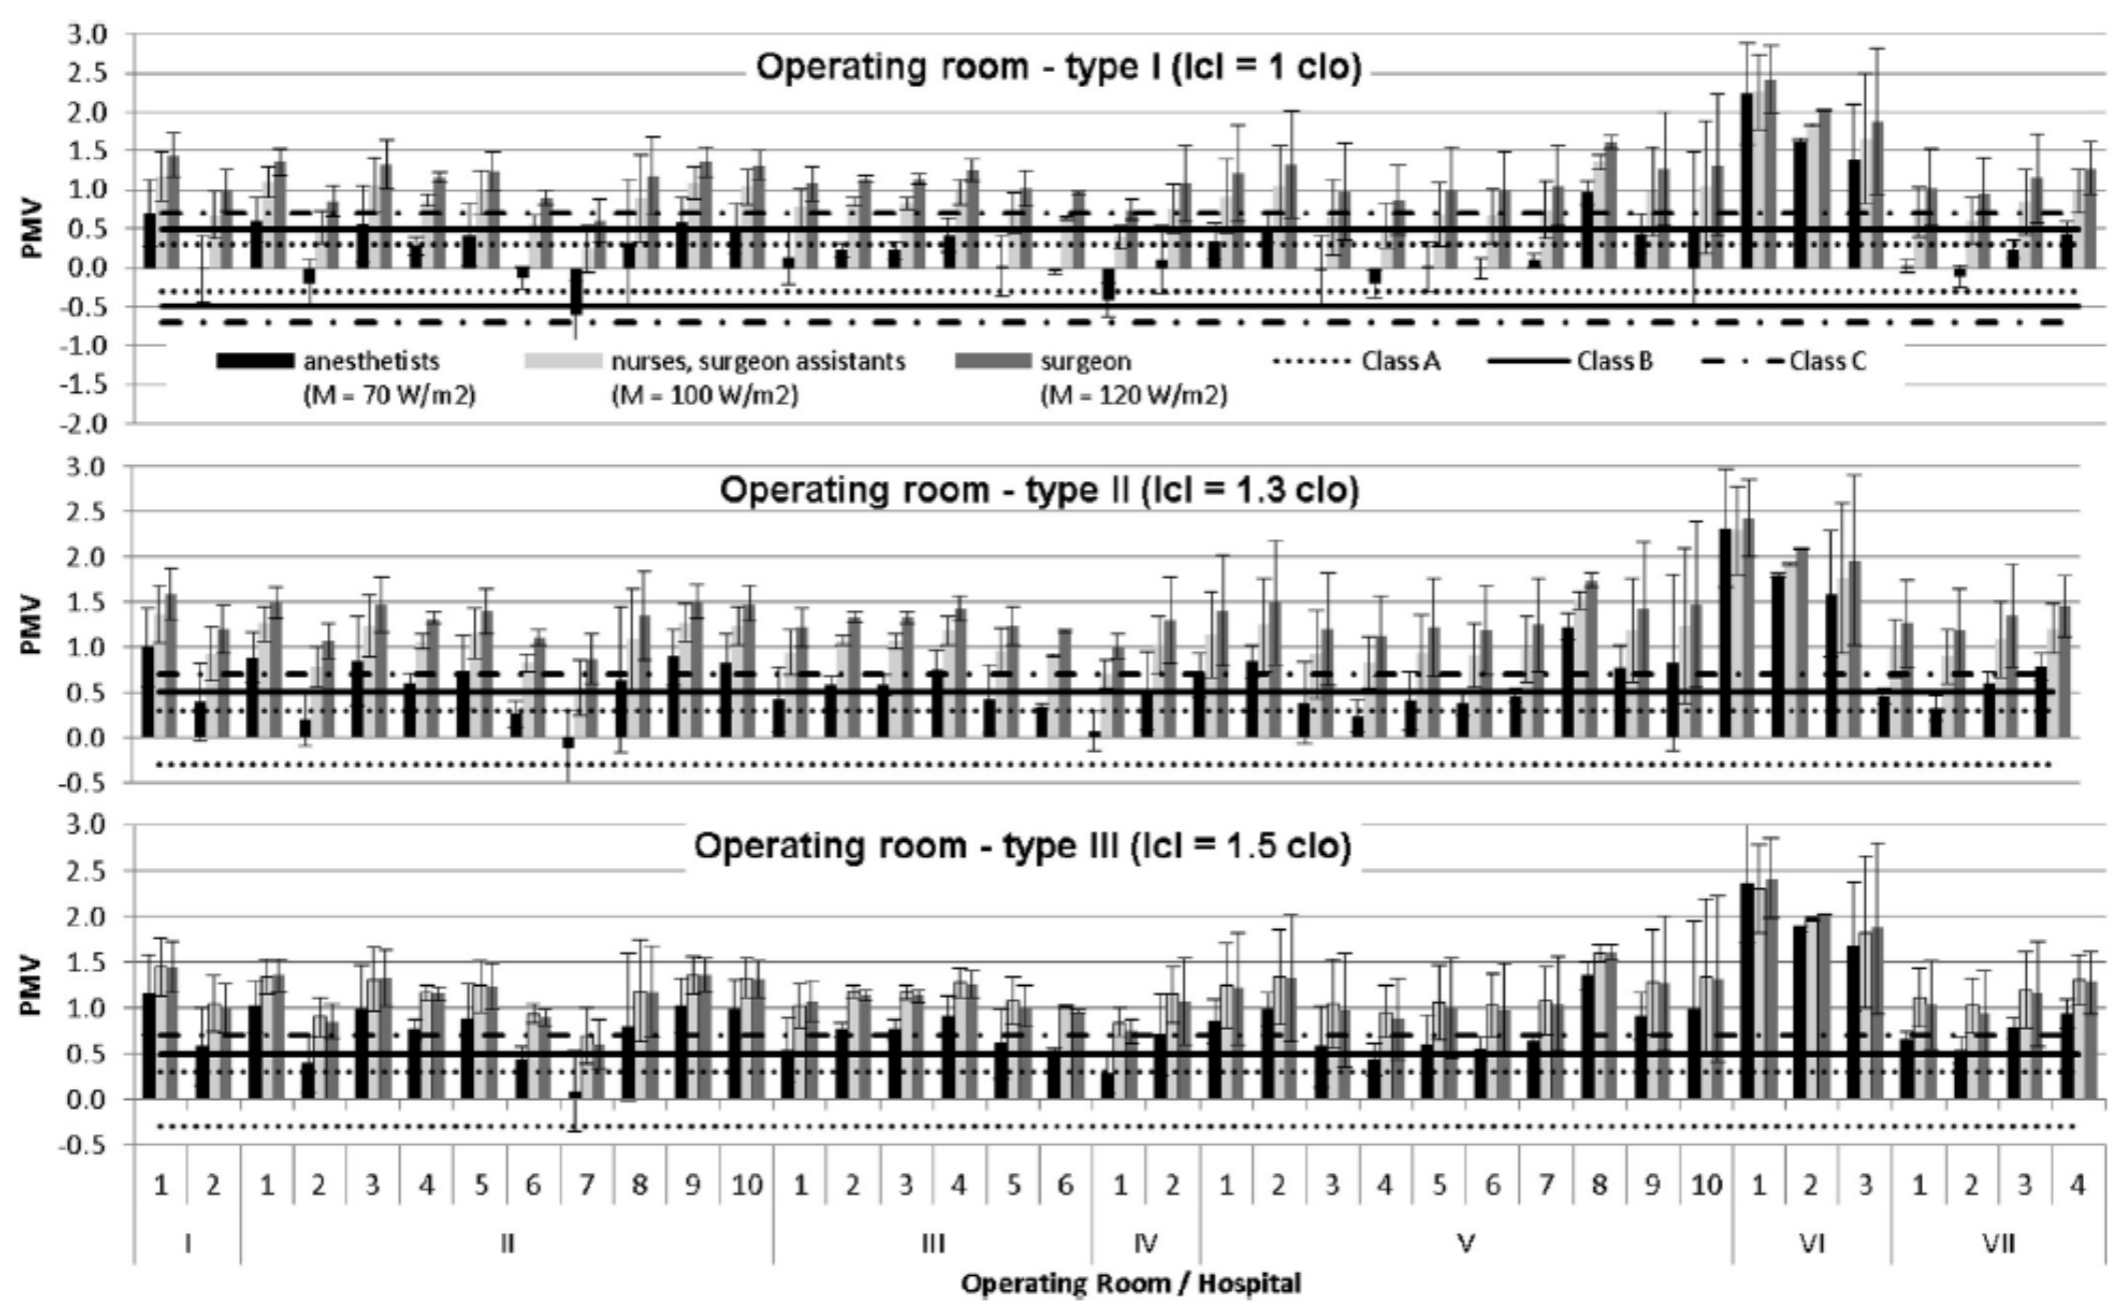 Operating room - type I (Icl = 1 clo)
PMV
3.0
2.5
2.0
1.5
1.0
0.5
0.0
-0.5
-1.0
-1.5
-2.0
anesthetists nurses, surgeon assistants surgeon Class A Class B Class C
(M = 70 W/m2) (M = 100 W/m2) (M = 120 W/m2)
Operating room - type II (Icl = 1.3 clo)
PMV
3.0
2.5
2.0
1.5
1.0
0.5
0.0
-0.5
Operating room - type III (Icl = 1.5 clo)
PMV
3.0
2.5
2.0
1.5
1.0
0.5
0.0
-0.5
1 2 1 2 3 4 5 6 7 8 9 10 1 2 3 4 5 6 1 2 1 2 3 4 5 6 7 8 9 10 1 2 3 1 2 3 4
I II III IV V VI VII
Operating Room / Hospital